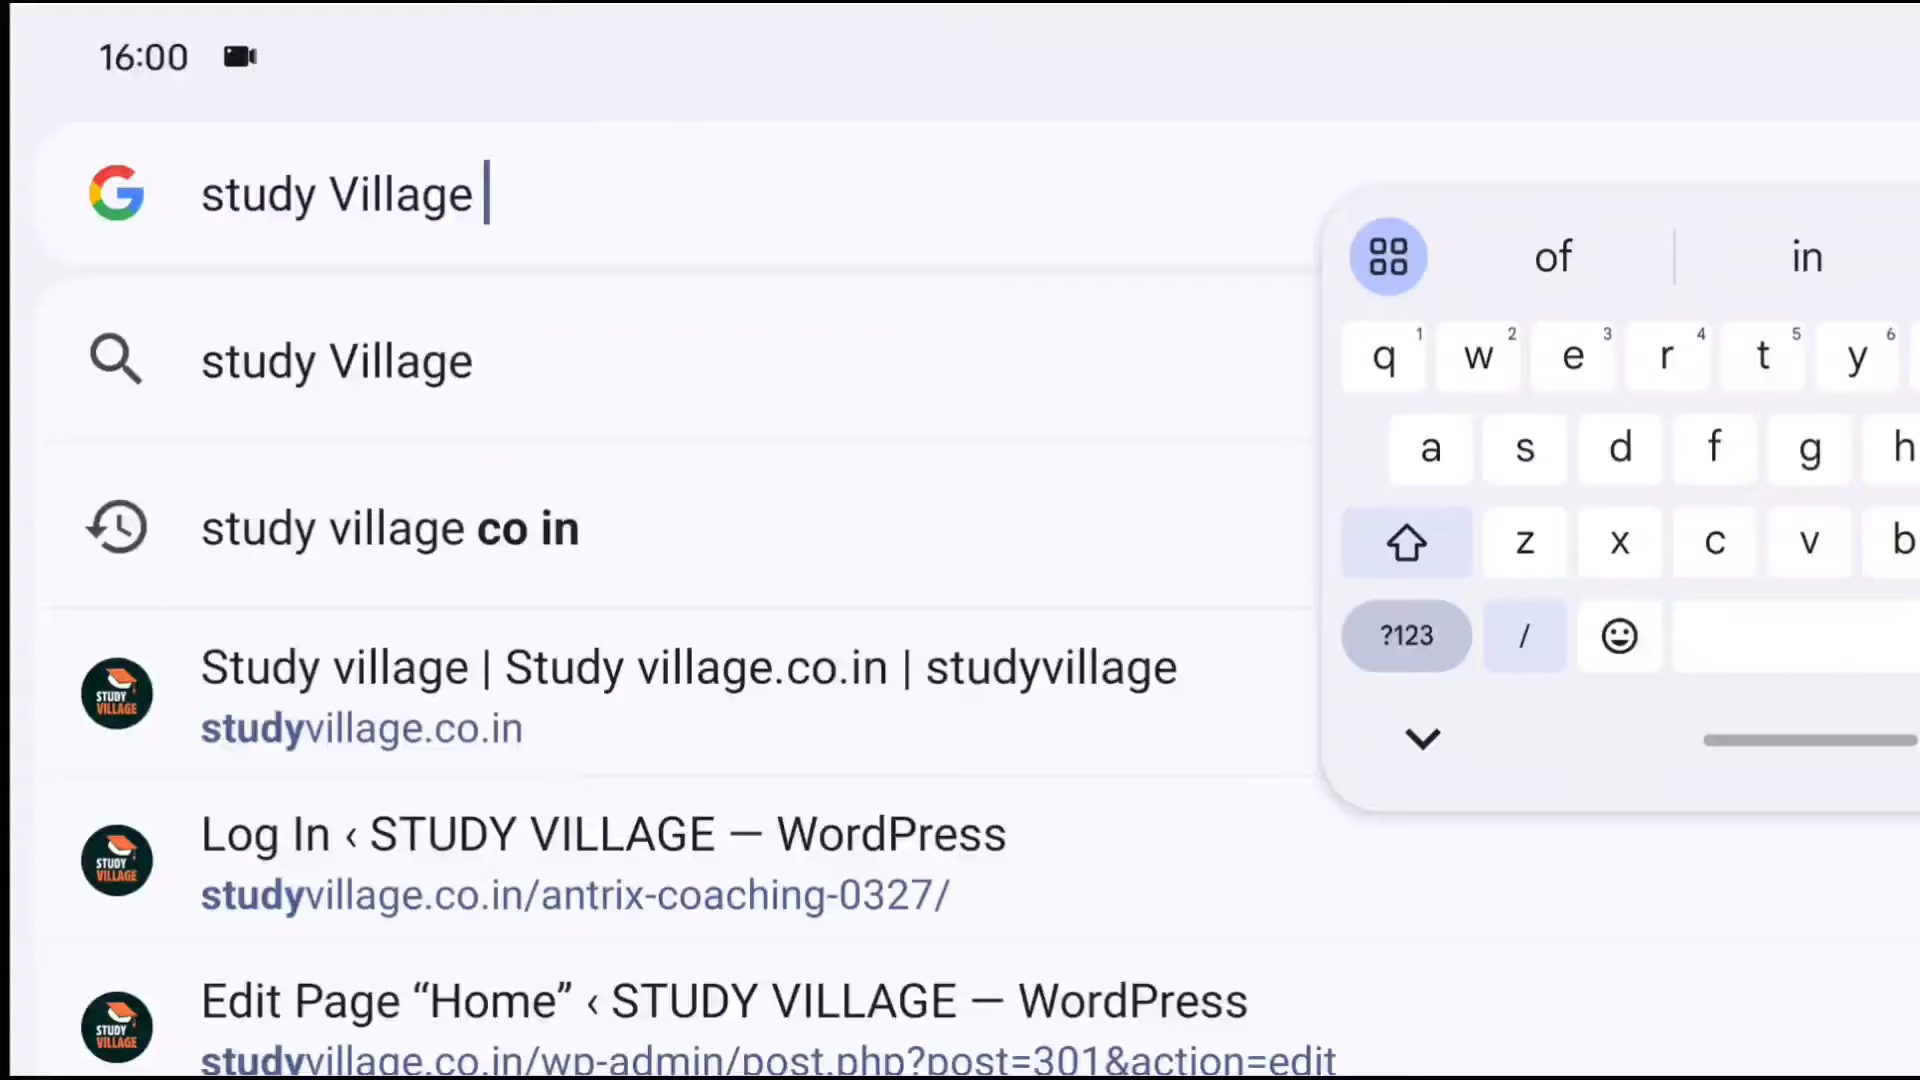 16:00
study Village
study Village
study village co in
Study village | Study village.co.in | studyvillage
studyvillage.co.in
STUDY
VILLAGE
Log In ‹ STUDY VILLAGE — WordPress
studyvillage.co.in/antrix-coaching-0327/
STUDY
VILLAGE
Edit Page “Home” ‹ STUDY VILLAGE — WordPress
studyvillage.co.in/wp-admin/post.php?post=301&action=edit
STUDY
VILLAGE
of in
q 1 w 2 e 3 r 4 t 5 y 6
a s d f g h
z x c v b
?123 /